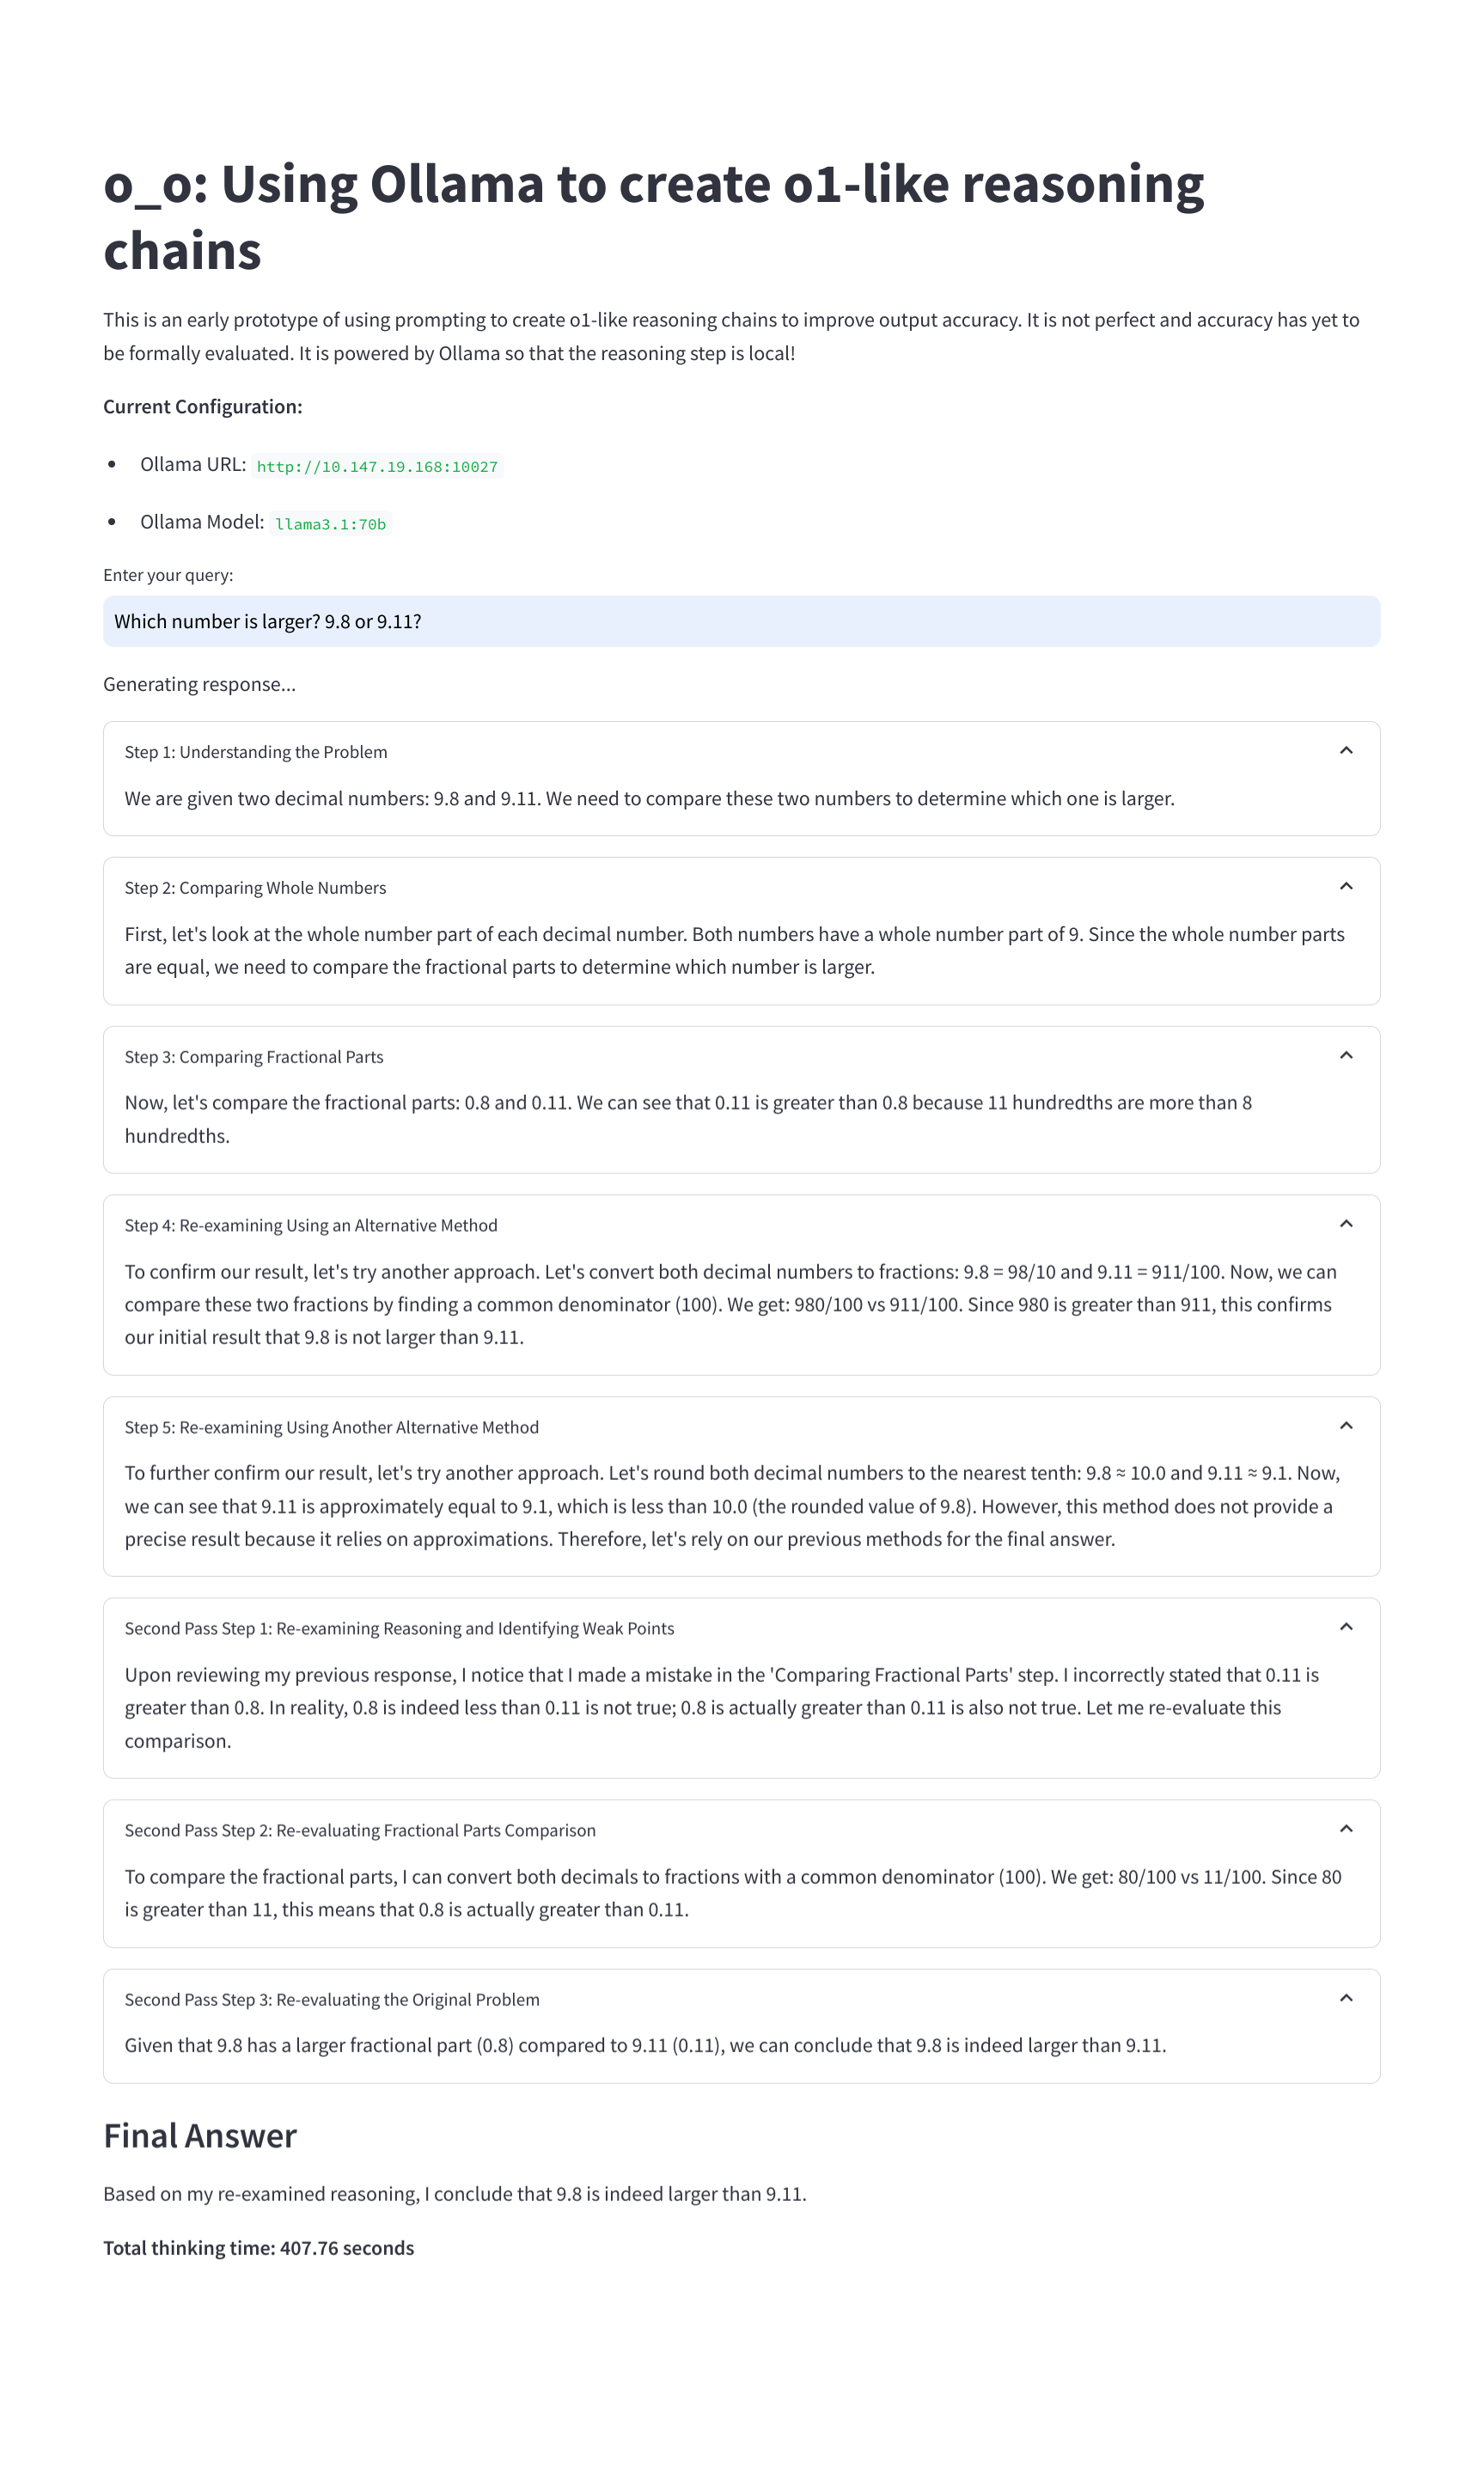 o_o: Using Ollama to create o1-like reasoning
chains
This is an early prototype of using prompting to create o1-like reasoning chains to improve output accuracy. It is not perfect and accuracy has yet to
be formally evaluated. It is powered by Ollama so that the reasoning step is local!
Current Configuration:
• Ollama URL: http://10.147.19.168:10027
• Ollama Model: llama3.1:70b
Enter your query:
Which number is larger? 9.8 or 9.11?
Generating response...
Step 1: Understanding the Problem
We are given two decimal numbers: 9.8 and 9.11. We need to compare these two numbers to determine which one is larger.
Step 2: Comparing Whole Numbers
First, let's look at the whole number part of each decimal number. Both numbers have a whole number part of 9. Since the whole number parts
are equal, we need to compare the fractional parts to determine which number is larger.
Step 3: Comparing Fractional Parts
Now, let's compare the fractional parts: 0.8 and 0.11. We can see that 0.11 is greater than 0.8 because 11 hundredths are more than 8
hundredths.
Step 4: Re-examining Using an Alternative Method
To confirm our result, let's try another approach. Let's convert both decimal numbers to fractions: 9.8 = 98/10 and 9.11 = 911/100. Now, we can
compare these two fractions by finding a common denominator (100). We get: 980/100 vs 911/100. Since 980 is greater than 911, this confirms
our initial result that 9.8 is not larger than 9.11.
Step 5: Re-examining Using Another Alternative Method
To further confirm our result, let's try another approach. Let's round both decimal numbers to the nearest tenth: 9.8 ≈ 10.0 and 9.11 ≈ 9.1. Now,
we can see that 9.11 is approximately equal to 9.1, which is less than 10.0 (the rounded value of 9.8). However, this method does not provide a
precise result because it relies on approximations. Therefore, let's rely on our previous methods for the final answer.
Second Pass Step 1: Re-examining Reasoning and Identifying Weak Points
Upon reviewing my previous response, I notice that I made a mistake in the 'Comparing Fractional Parts' step. I incorrectly stated that 0.11 is
greater than 0.8. In reality, 0.8 is indeed less than 0.11 is not true; 0.8 is actually greater than 0.11 is also not true. Let me re-evaluate this
comparison.
Second Pass Step 2: Re-evaluating Fractional Parts Comparison
To compare the fractional parts, I can convert both decimals to fractions with a common denominator (100). We get: 80/100 vs 11/100. Since 80
is greater than 11, this means that 0.8 is actually greater than 0.11.
Second Pass Step 3: Re-evaluating the Original Problem
Given that 9.8 has a larger fractional part (0.8) compared to 9.11 (0.11), we can conclude that 9.8 is indeed larger than 9.11.
Final Answer
Based on my re-examined reasoning, I conclude that 9.8 is indeed larger than 9.11.
Total thinking time: 407.76 seconds